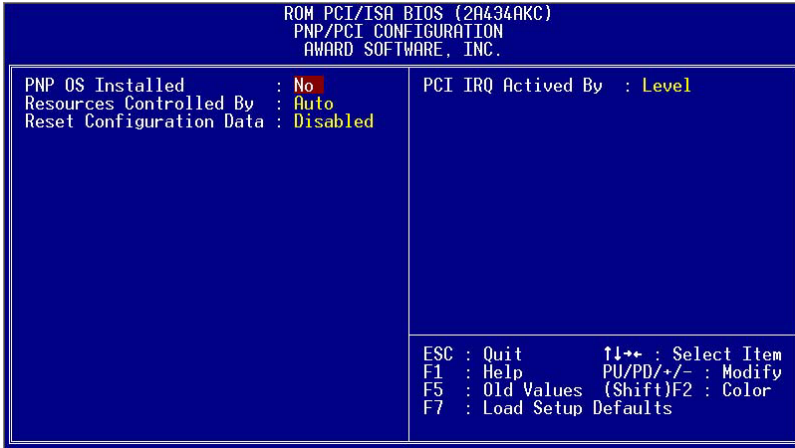 ROM PCI/ISA BIOS (2A434AKC)
PNP/PCI CONFIGURATION
AWARD SOFTWARE, INC.
PNP OS Installed : No
Resources Controlled By : Auto
Reset Configuration Data : Disabled
PCI IRQ Actived By : Level
ESC : Quit ↑↓→← : Select Item
F1 : Help PU/PD/+/- : Modify
F5 : Old Values (Shift)F2 : Color
F7 : Load Setup Defaults